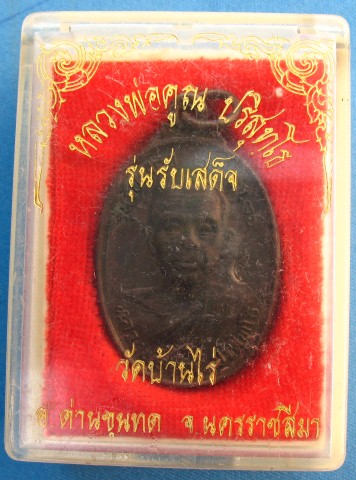 หลวงพ่อคูณ ปริสุทฺโธ
รุ่นรับเสด็จ
วัดบ้านไร่
อ.ด่านขุนทด จ.นครราชสีมา